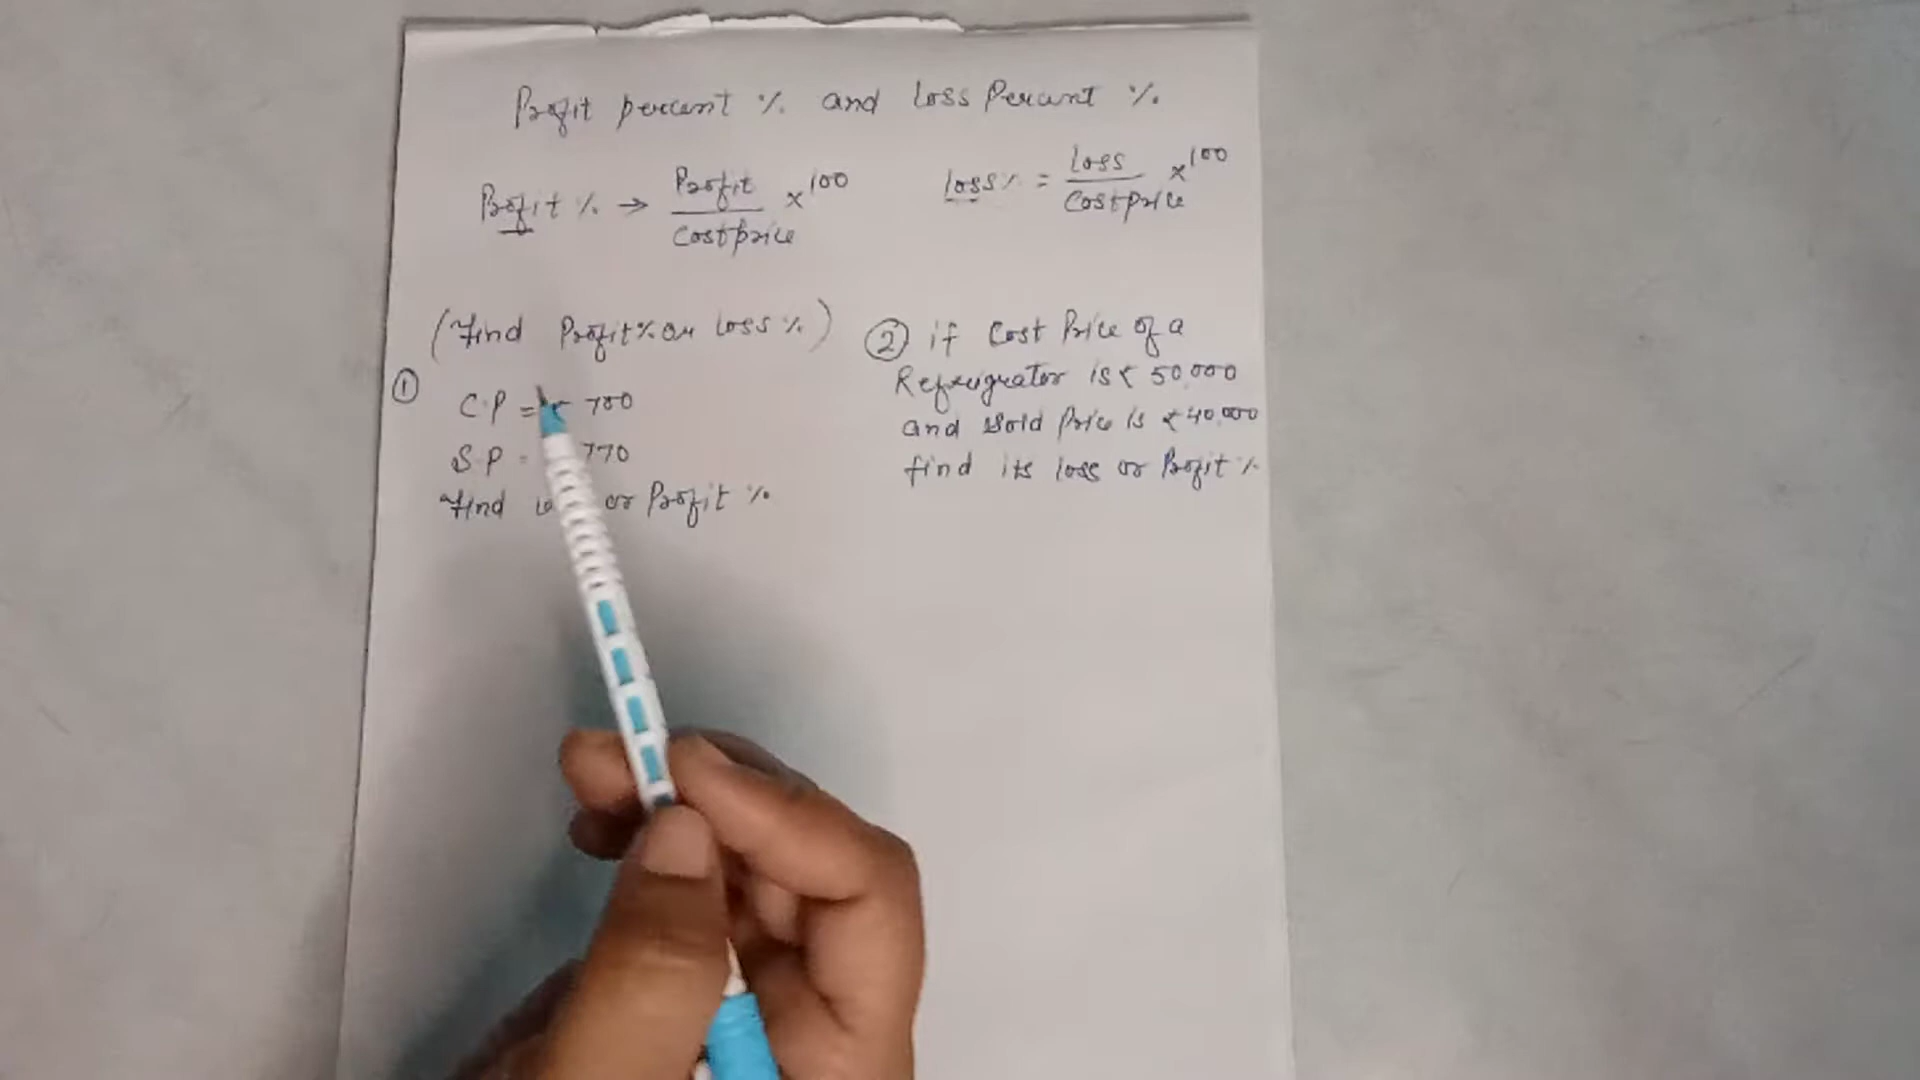 Profit percent % and Loss Percent %
Profit % → Profit / Cost price × 100
Loss % = Loss / Cost price × 100
(Find Profit % or Loss %)
① C.P = ₹ 700
S.P = 770
Find or Profit %
② if Cost Price of a
Refrigrator is ₹ 50,000
and Sold Price is ₹ 40,000
find its loss or Profit %